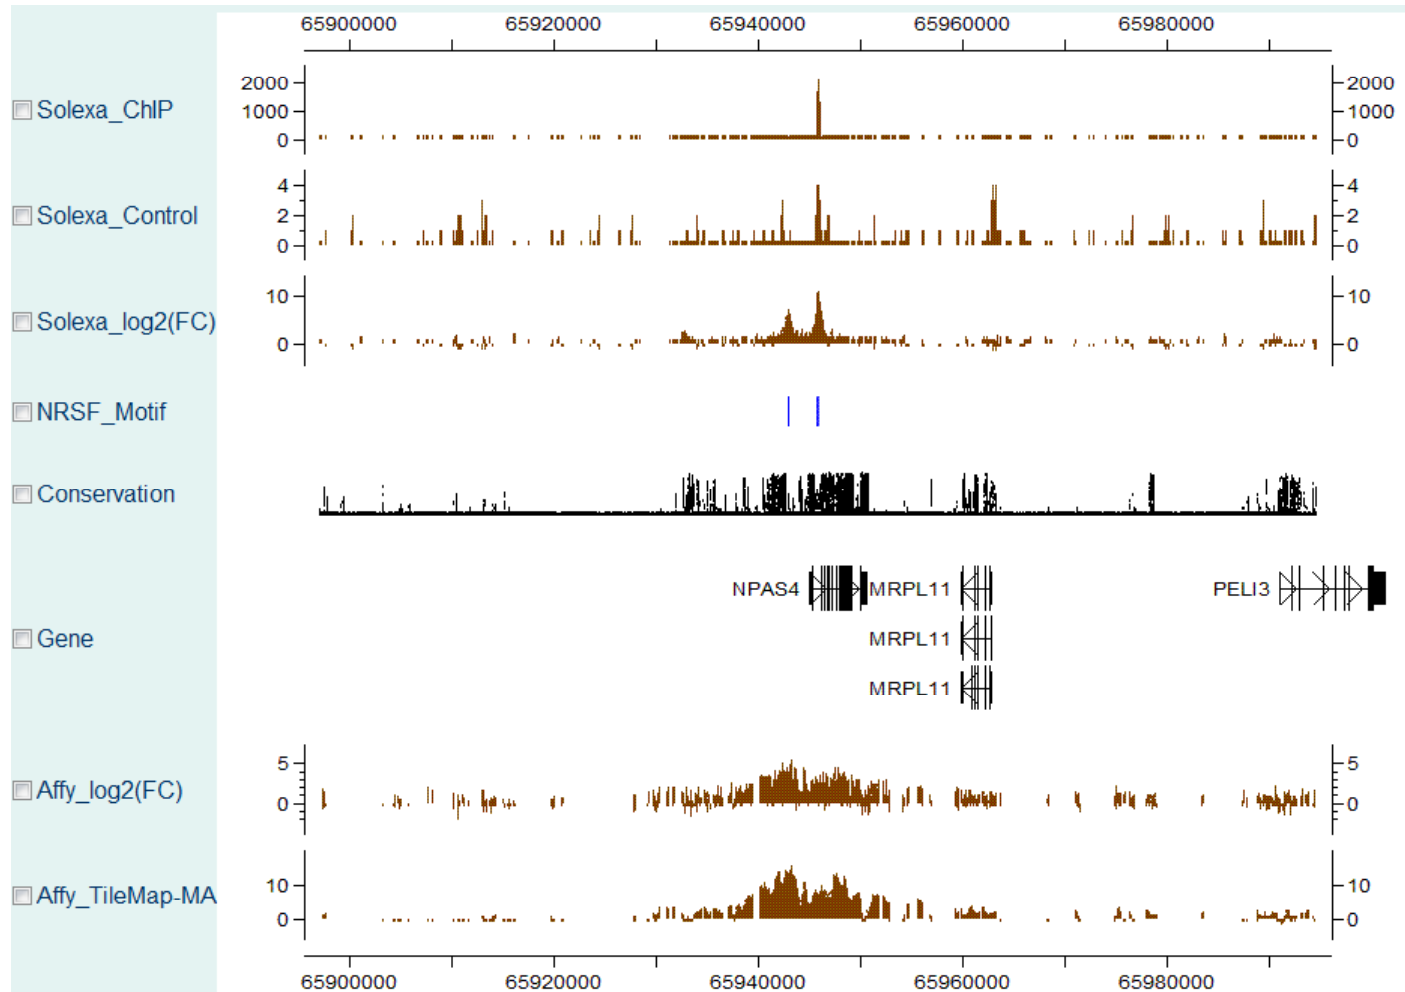 65900000 65920000 65940000 65960000 65980000
2000 2000
Solexa_ChIP 1000 1000
0 0
4 4
Solexa_Control 2 2
0 0
10 10
Solexa_log2(FC)
0 0
NRSF_Motif
Conservation
NPAS4 MRPL11 PELI3
Gene MRPL11
MRPL11
5 5
Affy_log2(FC) 0 0
10 10
Affy_TileMap-MA
0 0
65900000 65920000 65940000 65960000 65980000